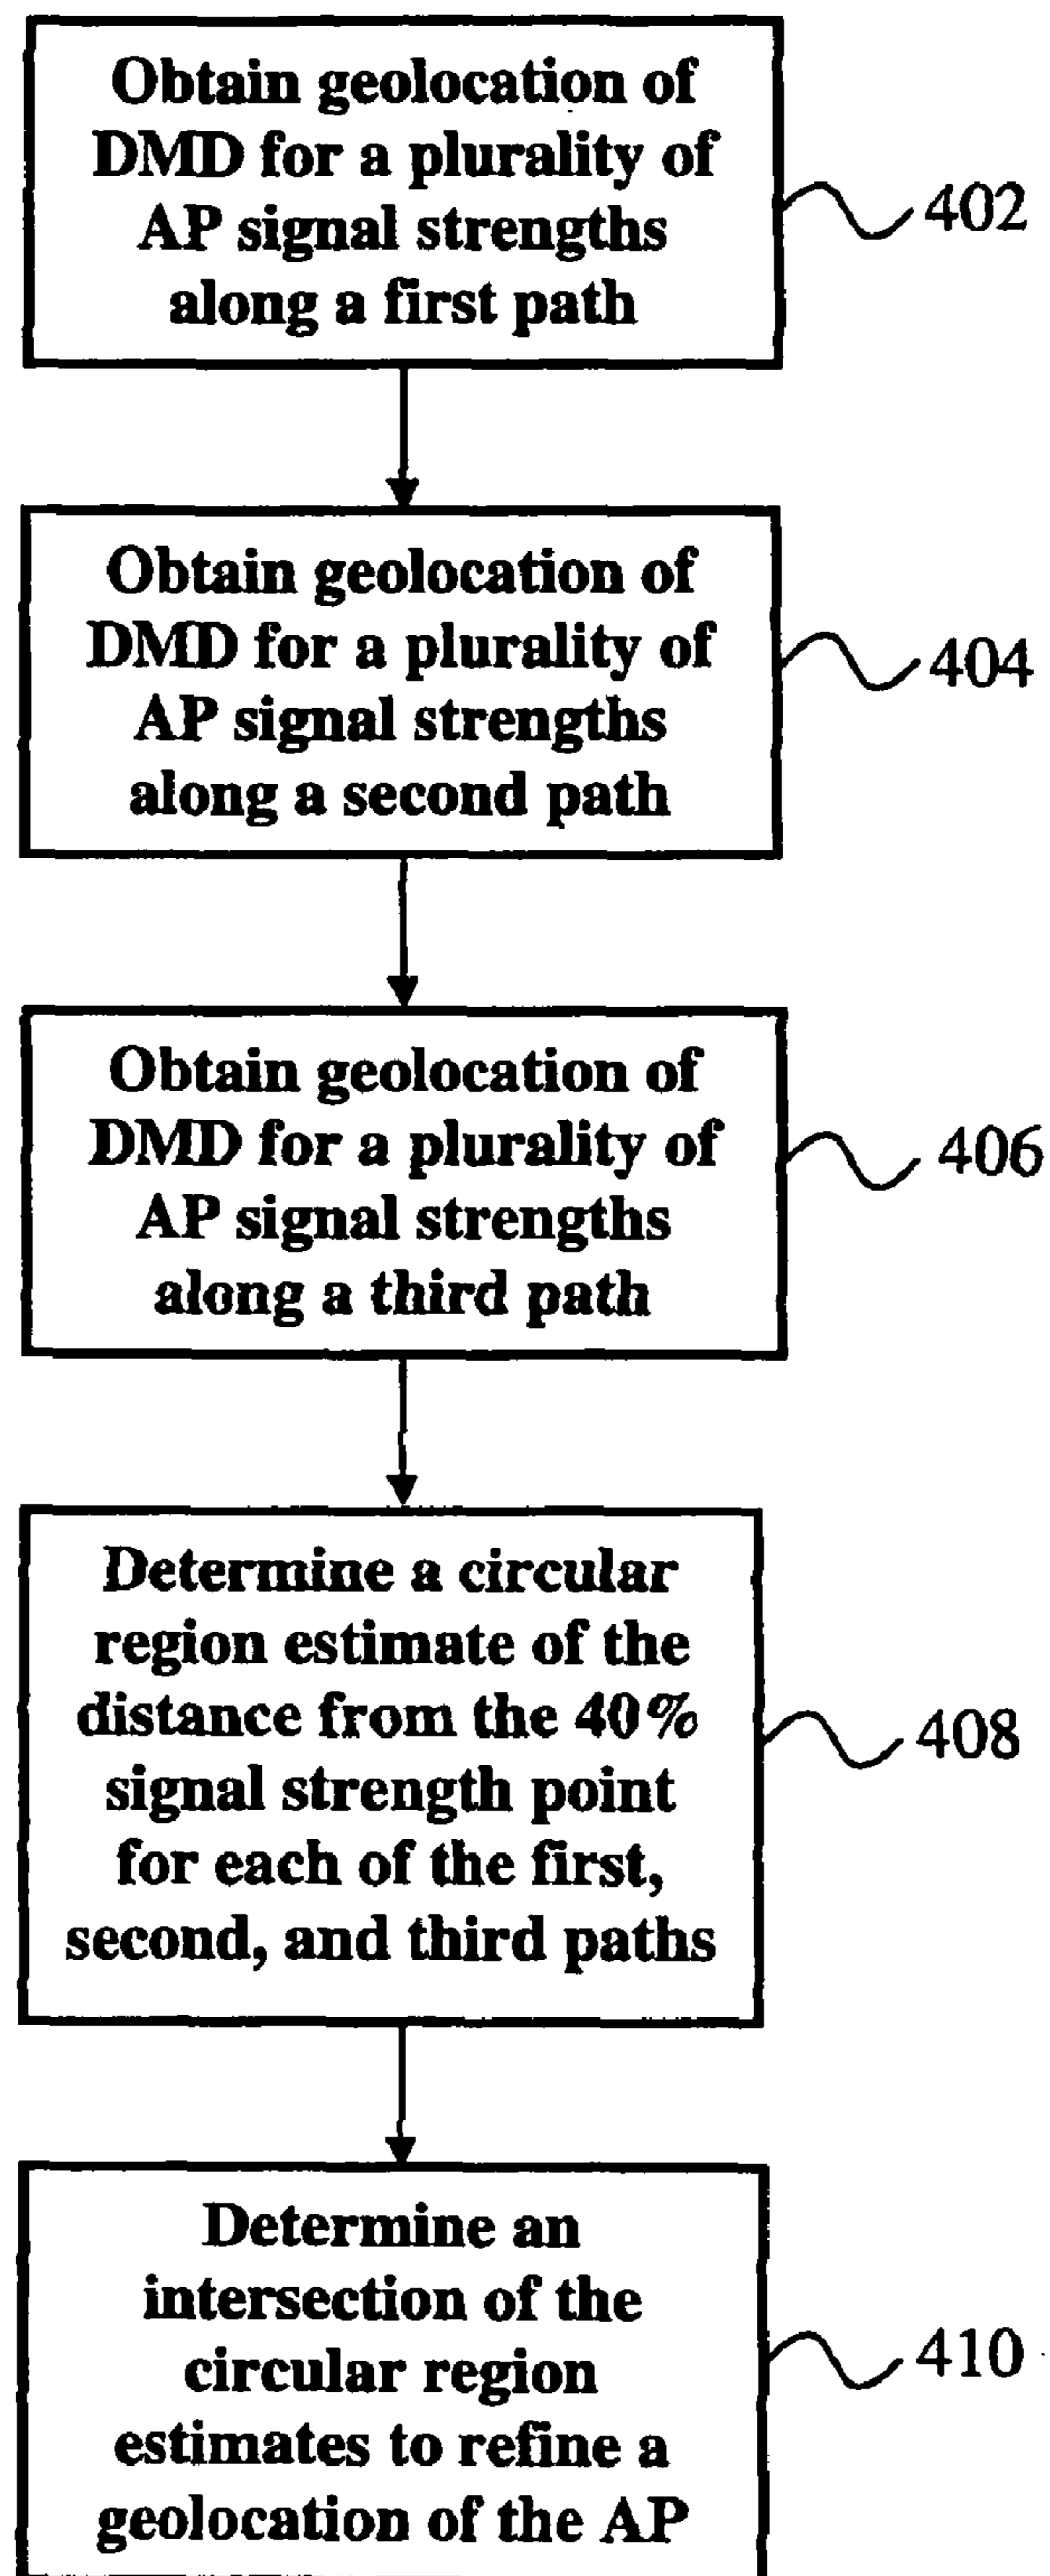 Obtain geolocation of
DMD for a plurality of
AP signal strengths
along a first path
402
Obtain geolocation of
DMD for a plurality of
AP signal strengths
along a second path
404
Obtain geolocation of
DMD for a plurality of
AP signal strengths
along a third path
406
Determine a circular
region estimate of the
distance from the 40%
signal strength point
for each of the first,
second, and third paths
408
Determine an
intersection of the
circular region
estimates to refine a
geolocation of the AP
410